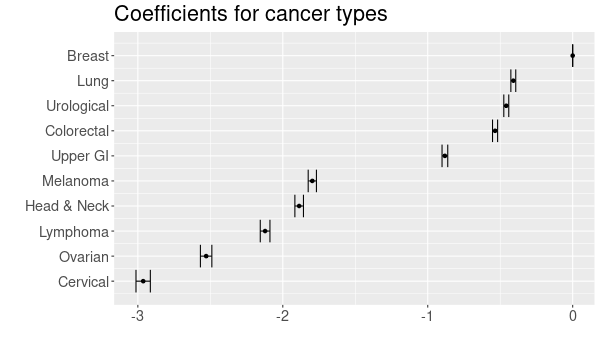 Coefficients for cancer types
Breast
Lung
Urological
Colorectal
Upper GI
Melanoma
Head & Neck
Lymphoma
Ovarian
Cervical
-3 -2 -1 0